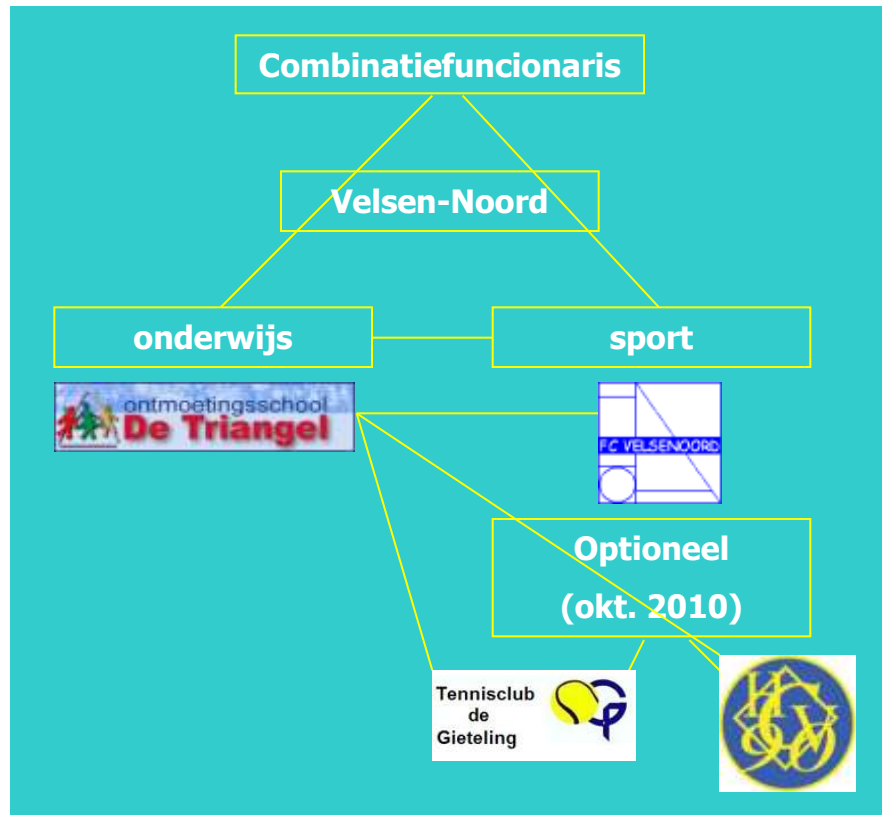 Combinatiefuncionaris
Velsen-Noord
onderwijs
sport
ontmoetingsschool
De Triangel
FC VELSENOORD
Optioneel
(okt. 2010)
Tennisclub
de
Gieteling